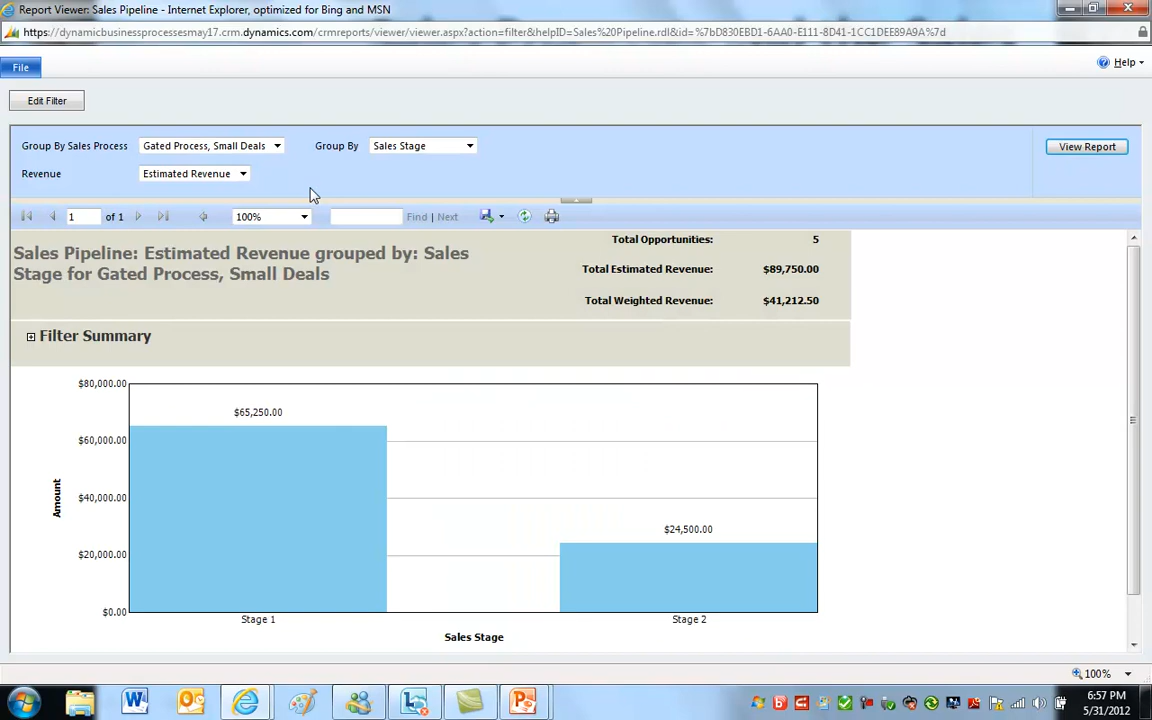 Report Viewer: Sales Pipeline - Internet Explorer, optimized for Bing and MSN
https://dynamicbusinessprocessesmay17.crm.dynamics.com/crmreports/viewer/viewer.aspx?action=filter&helpID=Sales%20Pipeline.rdl&id=%7bD830EBD1-6AA0-E111-8D41-1CC1DEE89A9A%7d
File
Help
Edit Filter
Group By Sales Process Gated Process, Small Deals Group By Sales Stage View Report
Revenue Estimated Revenue
1 of 1 100% Find | Next
Sales Pipeline: Estimated Revenue grouped by: Sales
Stage for Gated Process, Small Deals
Total Opportunities: 5
Total Estimated Revenue: $89,750.00
Total Weighted Revenue: $41,212.50
Filter Summary
$80,000.00
$65,250.00
$60,000.00
Amount
$40,000.00
$24,500.00
$20,000.00
$0.00
Stage 1 Stage 2
Sales Stage
100%
6:57 PM
5/31/2012